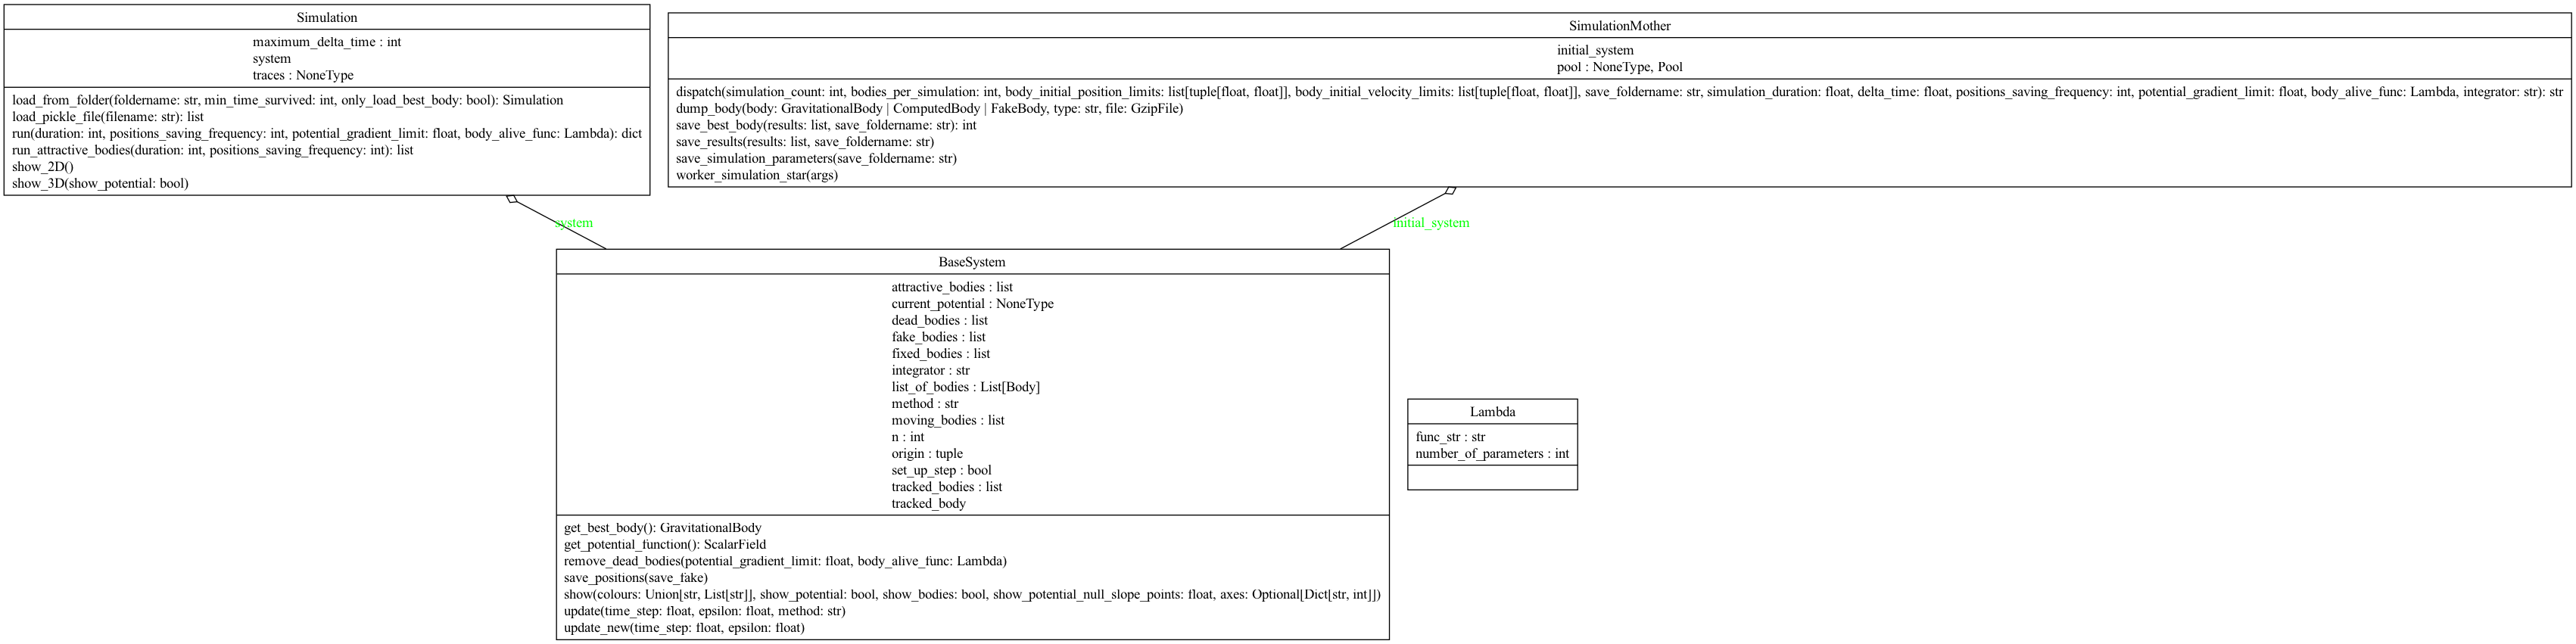 Simulation
maximum_delta_time : int
system
traces : NoneType
load_from_folder(foldername: str, min_time_survived: int, only_load_best_body: bool): Simulation
load_pickle_file(filename: str): list
run(duration: int, positions_saving_frequency: int, potential_gradient_limit: float, body_alive_func: Lambda): dict
run_attractive_bodies(duration: int, positions_saving_frequency: int): list
show_2D()
show_3D(show_potential: bool)
SimulationMother
initial_system
pool : NoneType, Pool
dispatch(simulation_count: int, bodies_per_simulation: int, body_initial_position_limits: list[tuple[float, float]], body_initial_velocity_limits: list[tuple[float, float]], save_foldername: str, simulation_duration: float, delta_time: float, positions_saving_frequency: int, potential_gradient_limit: float, body_alive_func: Lambda, integrator: str): str
dump_body(body: GravitationalBody | ComputedBody | FakeBody, type: str, file: GzipFile)
save_best_body(results: list, save_foldername: str): int
save_results(results: list, save_foldername: str)
save_simulation_parameters(save_foldername: str)
worker_simulation_star(args)
system
initial_system
BaseSystem
attractive_bodies : list
current_potential : NoneType
dead_bodies : list
fake_bodies : list
fixed_bodies : list
integrator : str
list_of_bodies : List[Body]
method : str
moving_bodies : list
n : int
origin : tuple
set_up_step : bool
tracked_bodies : list
tracked_body
get_best_body(): GravitationalBody
get_potential_function(): ScalarField
remove_dead_bodies(potential_gradient_limit: float, body_alive_func: Lambda)
save_positions(save_fake)
show(colours: Union[str, List[str]], show_potential: bool, show_bodies: bool, show_potential_null_slope_points: float, axes: Optional[Dict[str, int]])
update(time_step: float, epsilon: float, method: str)
update_new(time_step: float, epsilon: float)
Lambda
func_str : str
number_of_parameters : int